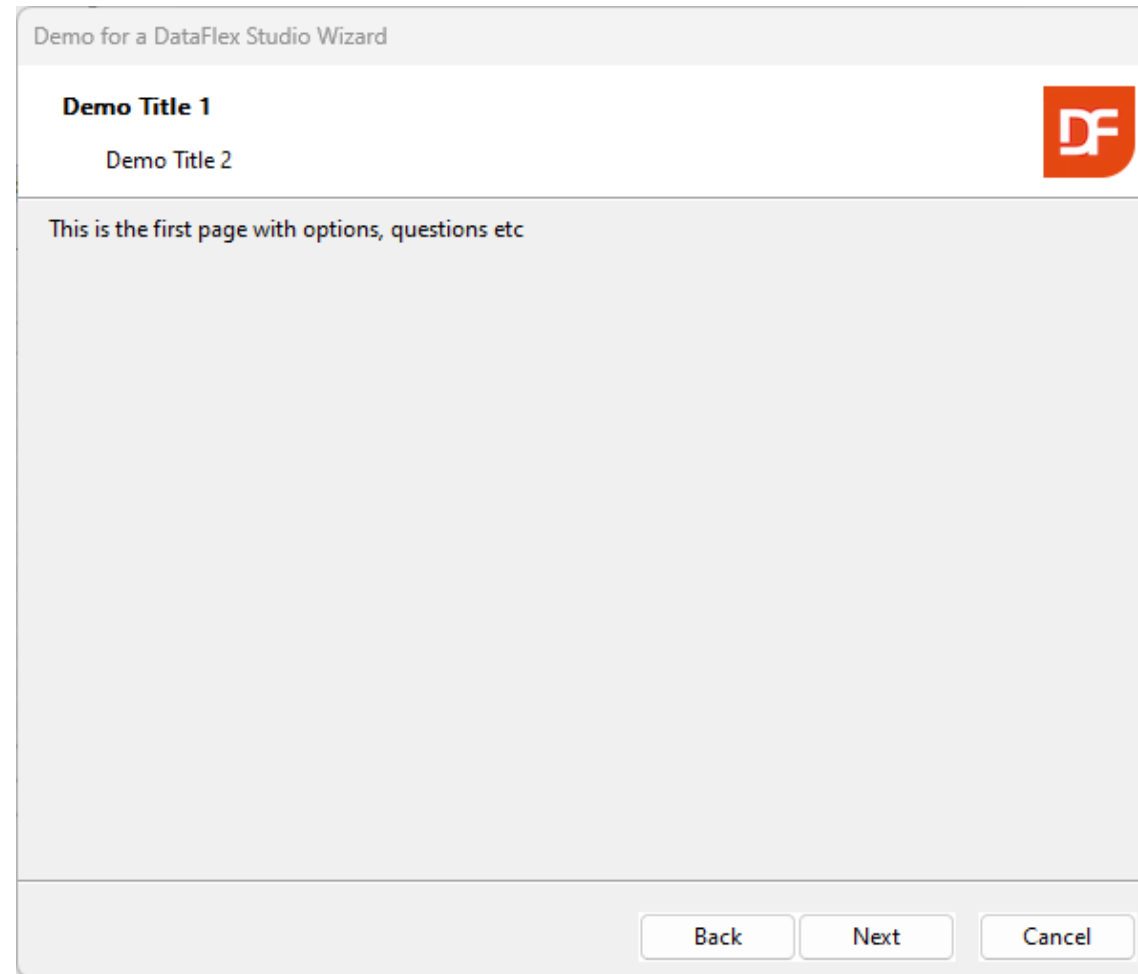 Demo for a DataFlex Studio Wizard
Demo Title 1
DF
Demo Title 2
This is the first page with options, questions etc
Back Next Cancel